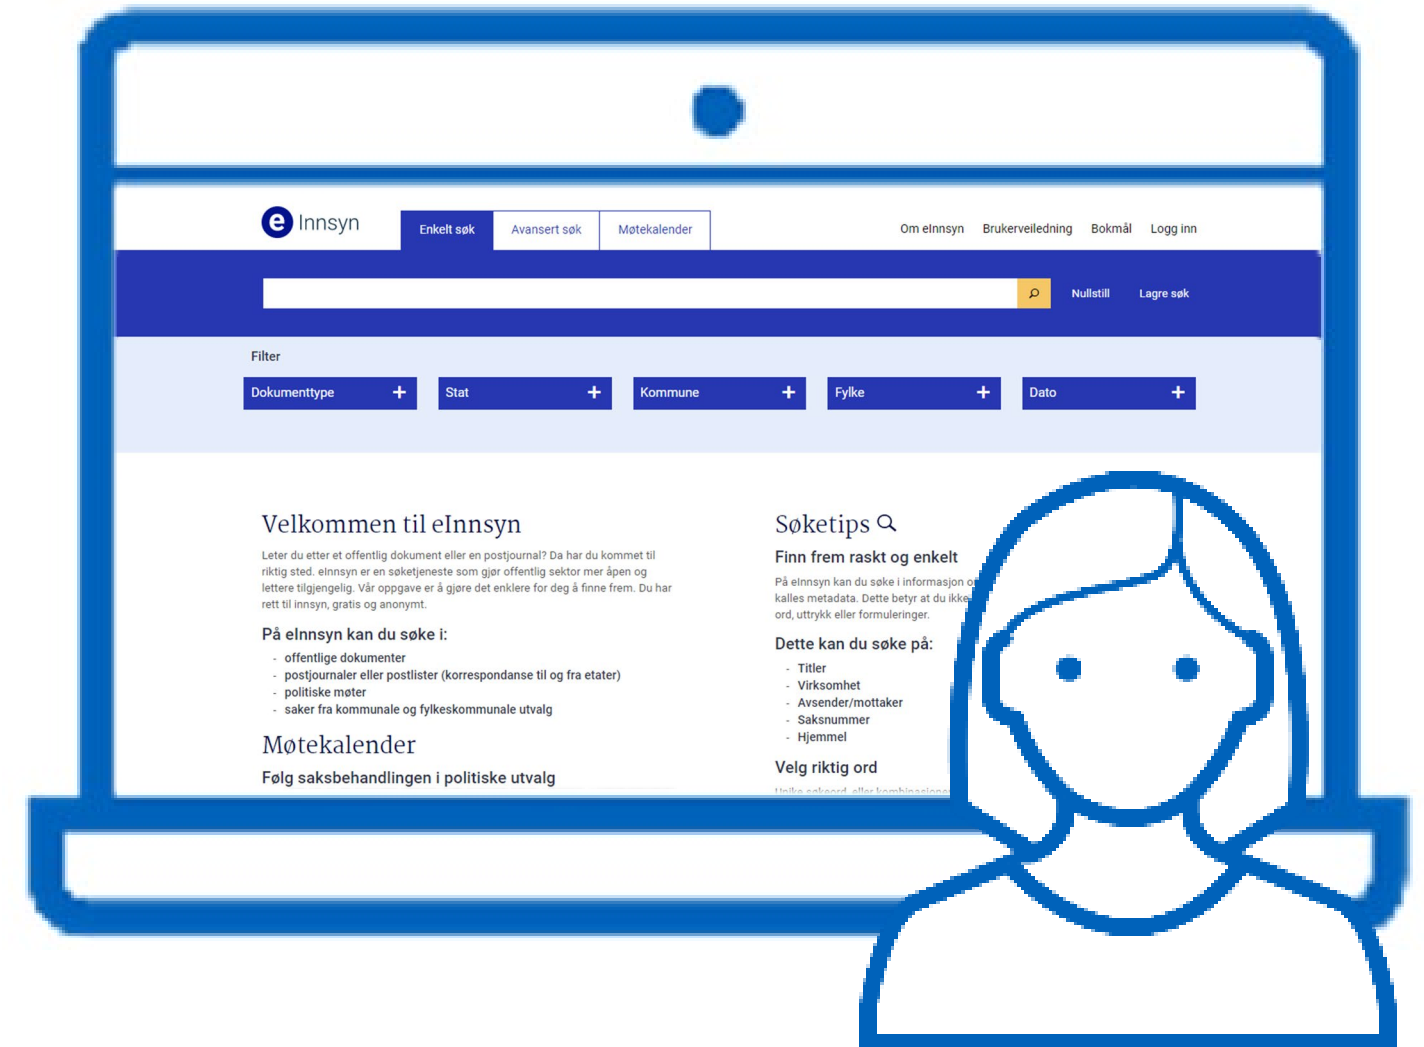 e Innsyn
Enkelt søk
Avansert søk
Møtekalender
Om eInnsyn
Brukerveiledning
Bokmål
Logg inn
Nullstill
Lagre søk
Filter
Dokumenttype +
Stat +
Kommune +
Fylke +
Dato +
Velkommen til eInnsyn
Leter du etter et offentlig dokument eller en postjournal? Da har du kommet til
riktig sted. eInnsyn er en søketjeneste som gjør offentlig sektor mer åpen og
lettere tilgjengelig. Vår oppgave er å gjøre det enklere for deg å finne frem. Du har
rett til innsyn, gratis og anonymt.
På eInnsyn kan du søke i:
- offentlige dokumenter
- postjournaler eller postlister (korrespondanse til og fra etater)
- politiske møter
- saker fra kommunale og fylkeskommunale utvalg
Møtekalender
Følg saksbehandlingen i politiske utvalg
Søketips
Finn frem raskt og enkelt
På eInnsyn kan du søke i informasjon
kalles metadata. Dette betyr at du ikke
ord, uttrykk eller formuleringer.
Dette kan du søke på:
- Titler
- Virksomhet
- Avsender/mottaker
- Saksnummer
- Hjemmel
Velg riktig ord